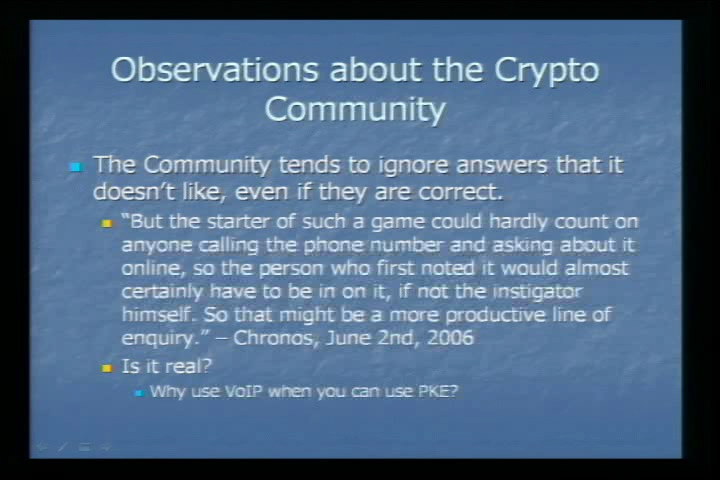 Observations about the Crypto
Community
The Community tends to ignore answers that it
doesn't like, even if they are correct.
"But the starter of such a game could hardly count on
anyone calling the phone number and asking about it
online, so the person who first noted it would almost
certainly have to be in on it, if not the instigator
himself. So that might be a more productive line of
enquiry." – Chronos, June 2nd, 2006
Is it real?
Why use VoIP when you can use PKE?